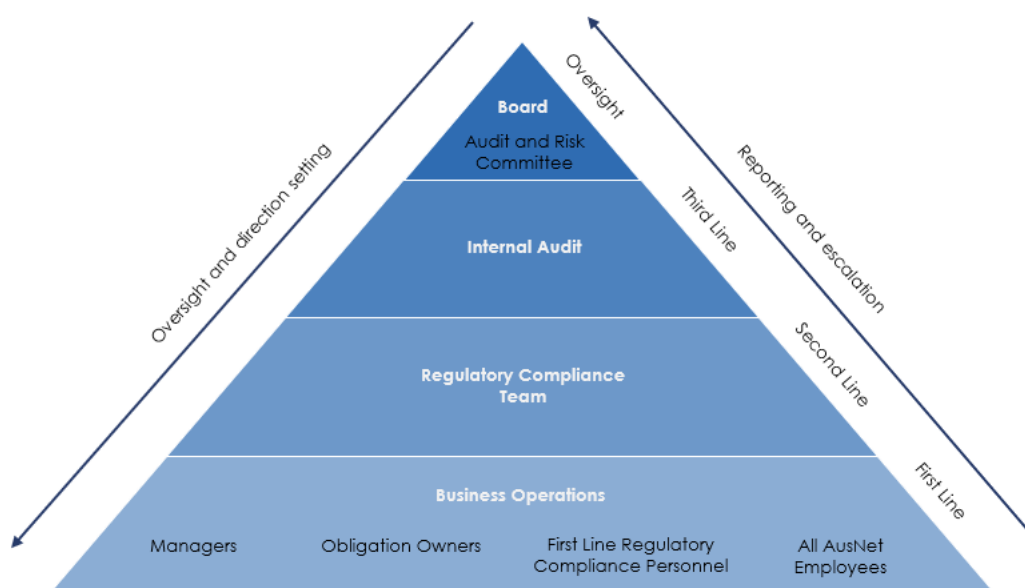 Board
Audit and Risk
Committee
Internal Audit
Regulatory Compliance
Team
Business Operations
Managers
Obligation Owners
First Line Regulatory
Compliance Personnel
All AusNet
Employees
Oversight and direction setting
Oversight
Third Line
Second Line
First Line
Reporting and escalation